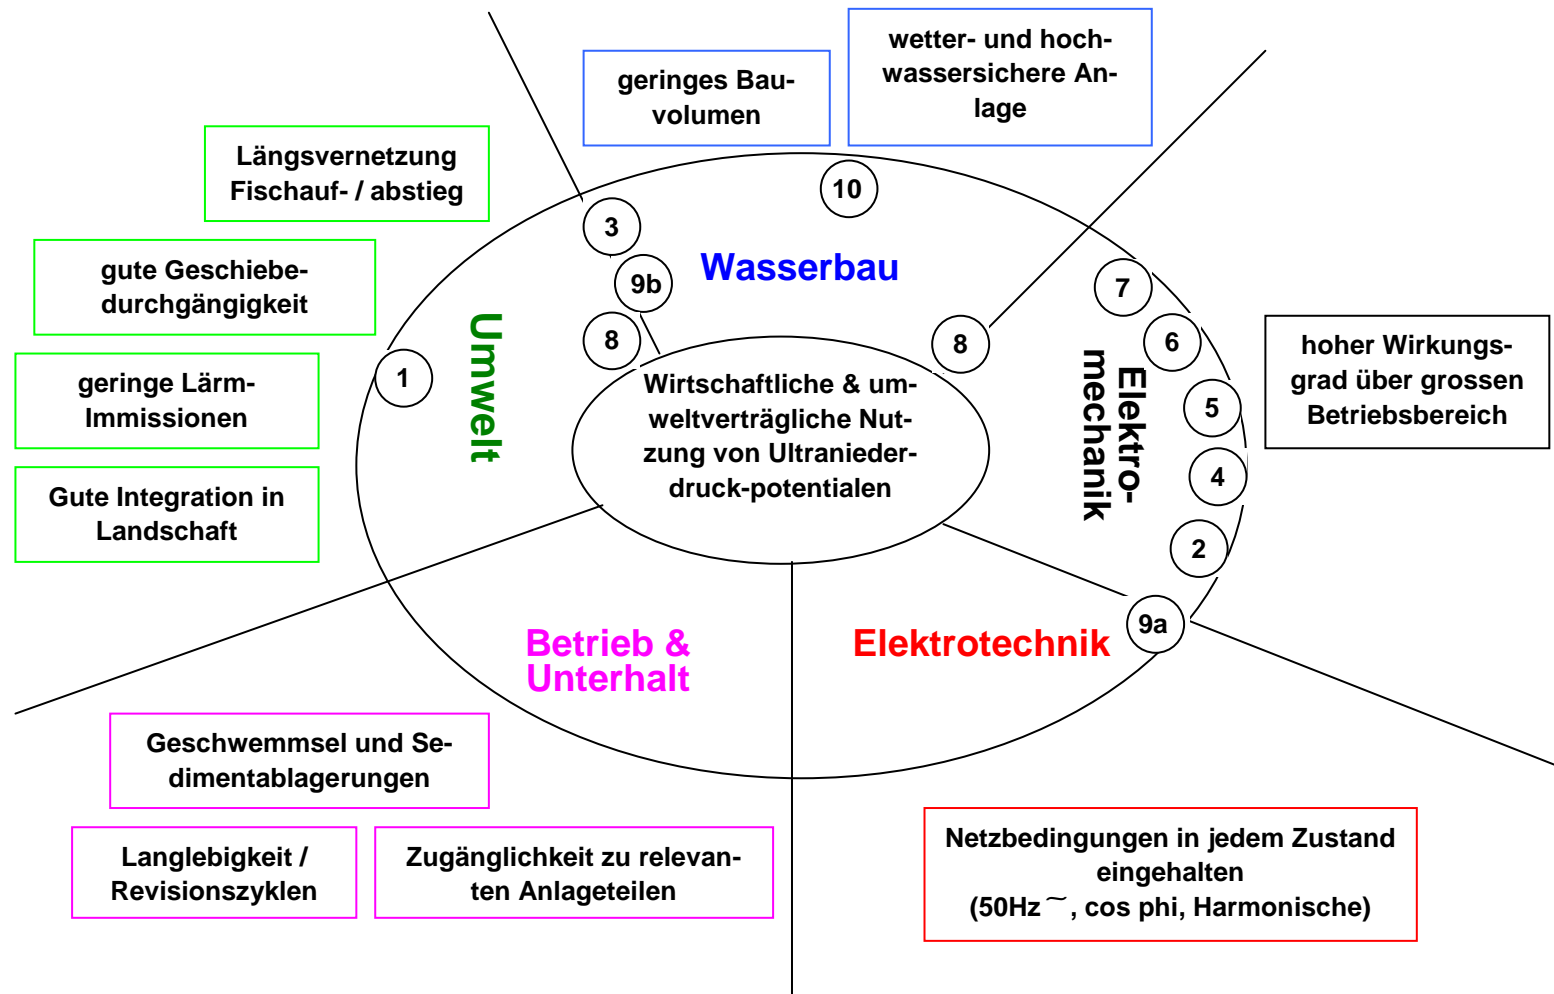 wetter- und hoch-
wassersichere An-
lage
geringes Bau-
volumen
Längsvernetzung
Fischauf- / abstieg
10
3
gute Geschiebe-
durchgängigkeit
9b
Wasserbau
7
Umwelt
8
8
6
hoher Wirkungs-
grad über grossen
Betriebsbereich
geringe Lärm-
Immissionen
1
Wirtschaftliche & um-
weltverträgliche Nut-
zung von Ultranieder-
druck-potentialen
Elektro-
mechanik
5
4
Gute Integration in
Landschaft
2
9a
Betrieb &
Unterhalt
Elektrotechnik
Geschwemmsel und Se-
dimentablagerungen
Langlebigkeit /
Revisionszyklen
Zugänglichkeit zu relevan-
ten Anlageteilen
Netzbedingungen in jedem Zustand
eingehalten
(50Hz ~, cos phi, Harmonische)